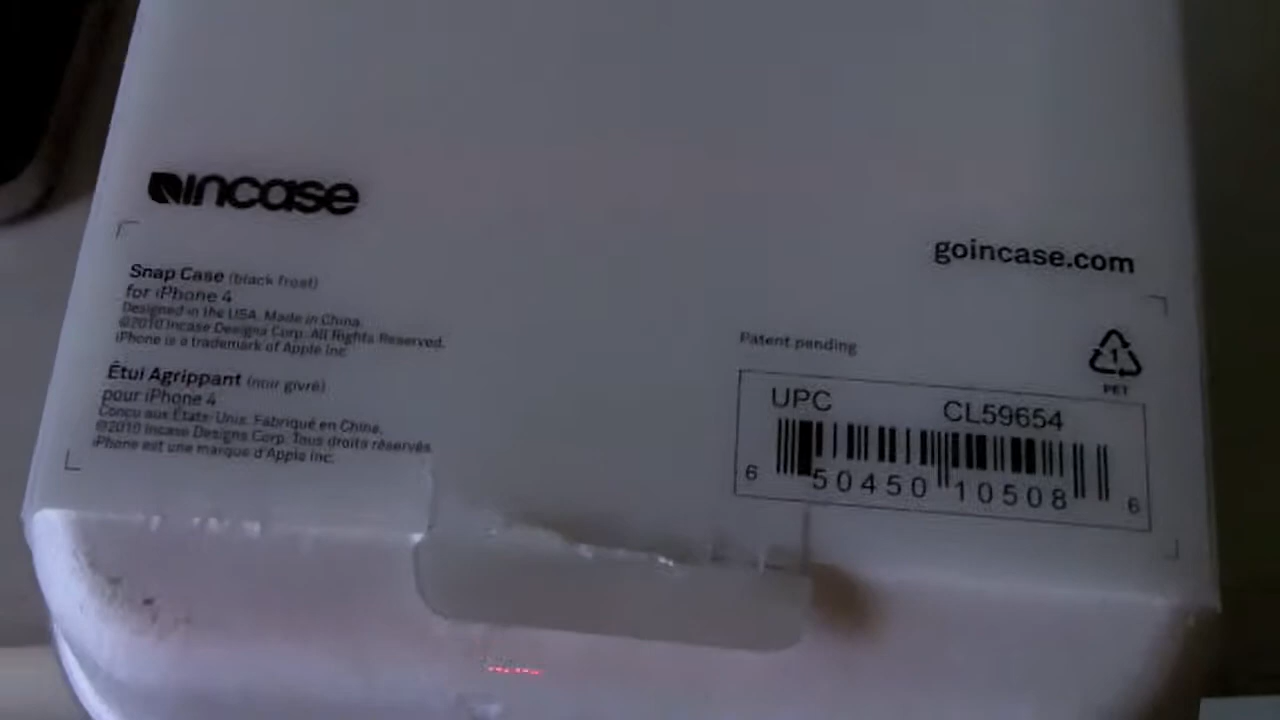 incase
goincase.com
Snap Case (black frost)
for iPhone 4
Designed in the USA. Made in China.
©2010 Incase Designs Corp. All Rights Reserved.
iPhone is a trademark of Apple Inc.
Étui Agrippant (noir givré)
pour iPhone 4
Conçu aux États-Unis. Fabriqué en Chine.
©2010 Incase Designs Corp. Tous droits réservés.
iPhone est une marque d'Apple Inc.
Patent pending
1
PET
UPC CL59654
6 50450 10508 6